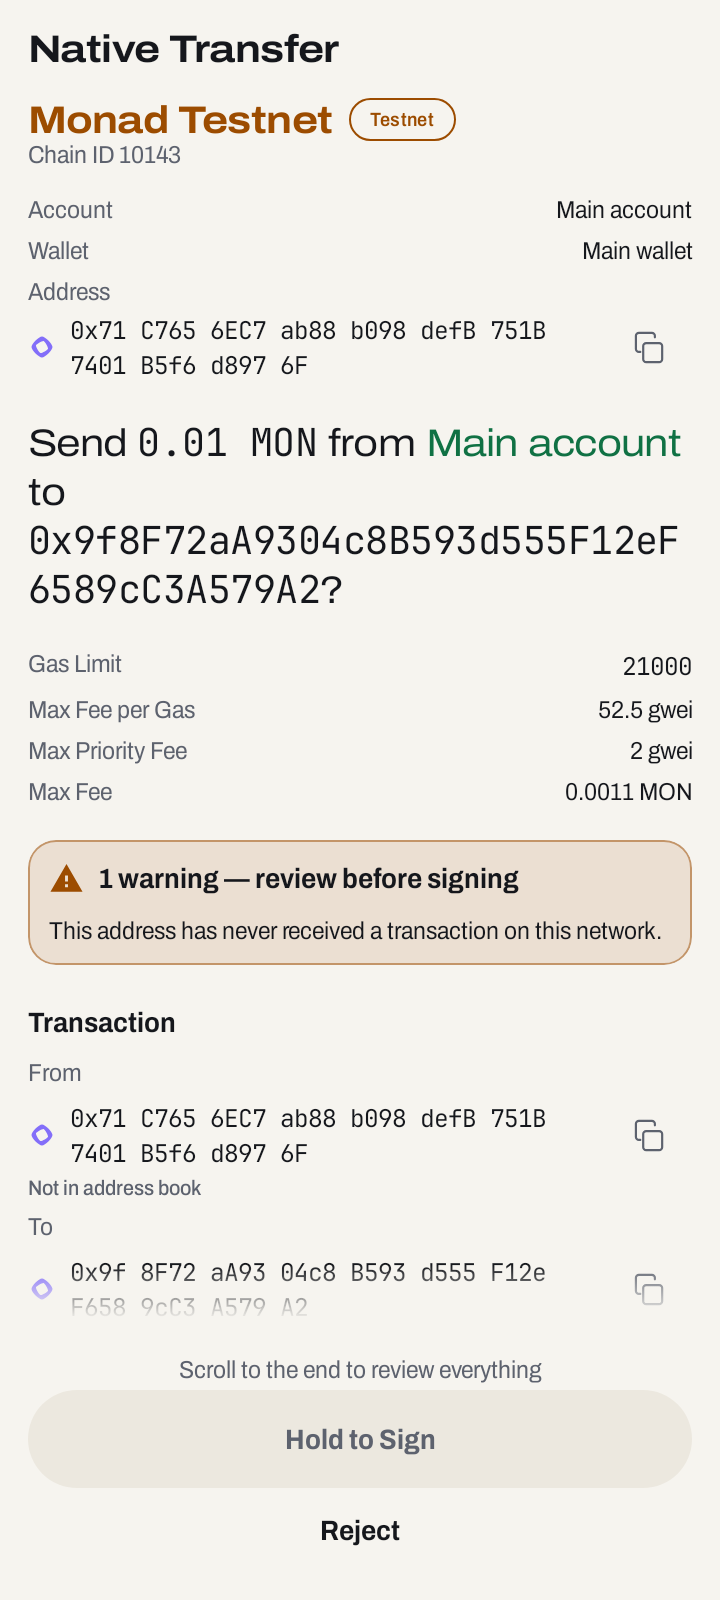 Native Transfer
Monad Testnet Testnet
Chain ID 10143
Account Main account
Wallet Main wallet
Address
0x71 C765 6EC7 ab88 b098 defB 751B
7401 B5f6 d897 6F
Send 0.01 MON from Main account
to
0x9f8F72aA9304c8B593d555F12eF
6589cC3A579A2?
Gas Limit 21000
Max Fee per Gas 52.5 gwei
Max Priority Fee 2 gwei
Max Fee 0.0011 MON
1 warning — review before signing
This address has never received a transaction on this network.
Transaction
From
0x71 C765 6EC7 ab88 b098 defB 751B
7401 B5f6 d897 6F
Not in address book
To
0x9f 8F72 aA93 04c8 B593 d555 F12e
F658 9cC3 A579 A2
Scroll to the end to review everything
Hold to Sign
Reject